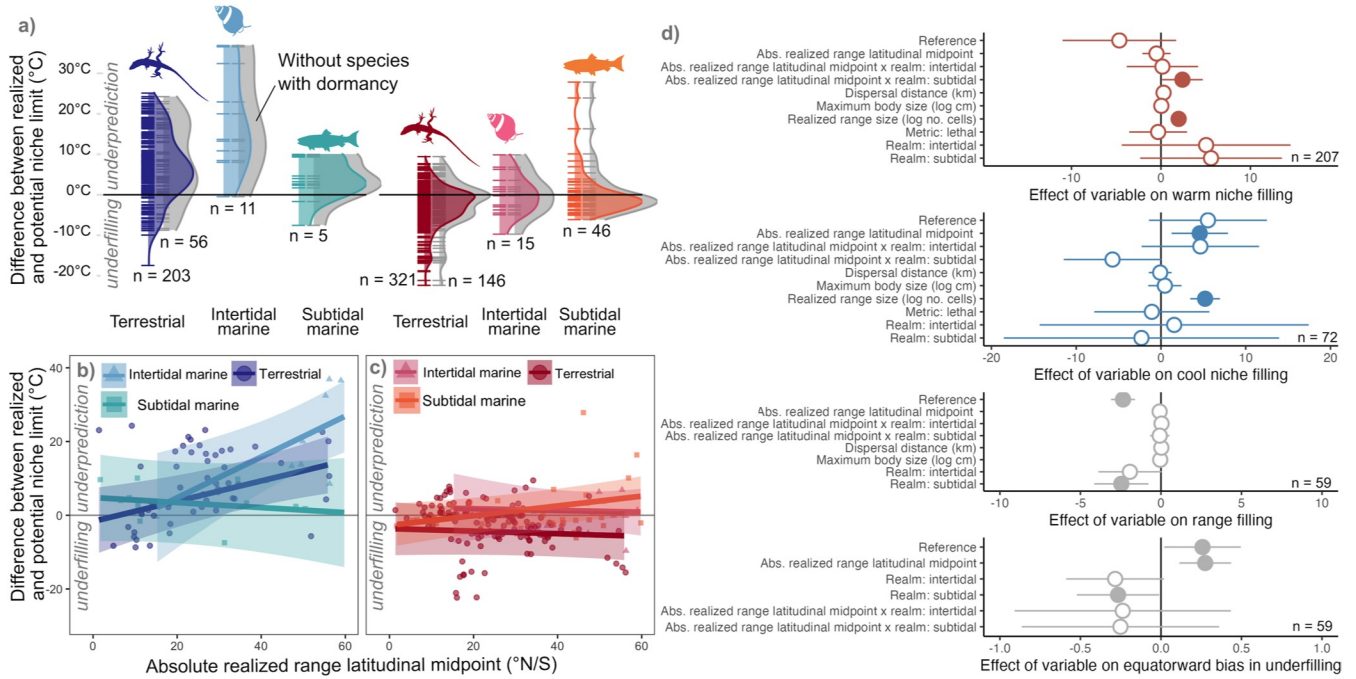 a)
Difference between realized
and potential niche limit (°C)
underfilling underprediction
30°C
20°C
10°C
0°C
-10°C
-20°C
Without species
with dormancy
n = 203
n = 56
n = 11
n = 5
n = 321
n = 146
n = 15
n = 46
Terrestrial
Intertidal
marine
Subtidal
marine
Terrestrial
Intertidal
marine
Subtidal
marine
b)
Intertidal marine
Terrestrial
Subtidal marine
Difference between realized
and potential niche limit (°C)
underfilling underprediction
40
20
0
-20
0 20 40 60
c)
Intertidal marine
Terrestrial
Subtidal marine
underfilling underprediction
0 20 40 60
Absolute realized range latitudinal midpoint (°N/S)
d)
Reference
Abs. realized range latitudinal midpoint
Abs. realized range latitudinal midpoint x realm: intertidal
Abs. realized range latitudinal midpoint x realm: subtidal
Dispersal distance (km)
Maximum body size (log cm)
Realized range size (log no. cells)
Metric: lethal
Realm: intertidal
Realm: subtidal
n = 207
-10 0 10 20
Effect of variable on warm niche filling
Reference
Abs. realized range latitudinal midpoint
Abs. realized range latitudinal midpoint x realm: intertidal
Abs. realized range latitudinal midpoint x realm: subtidal
Dispersal distance (km)
Maximum body size (log cm)
Realized range size (log no. cells)
Metric: lethal
Realm: intertidal
Realm: subtidal
n = 72
-20 -10 0 10 20
Effect of variable on cool niche filling
Reference
Abs. realized range latitudinal midpoint
Abs. realized range latitudinal midpoint x realm: intertidal
Abs. realized range latitudinal midpoint x realm: subtidal
Dispersal distance (km)
Maximum body size (log cm)
Realm: intertidal
Realm: subtidal
n = 59
-10 -5 0 5 10
Effect of variable on range filling
Reference
Abs. realized range latitudinal midpoint
Realm: intertidal
Realm: subtidal
Abs. realized range latitudinal midpoint x realm: intertidal
Abs. realized range latitudinal midpoint x realm: subtidal
n = 59
-1.0 -0.5 0.0 0.5 1.0
Effect of variable on equatorward bias in underfilling